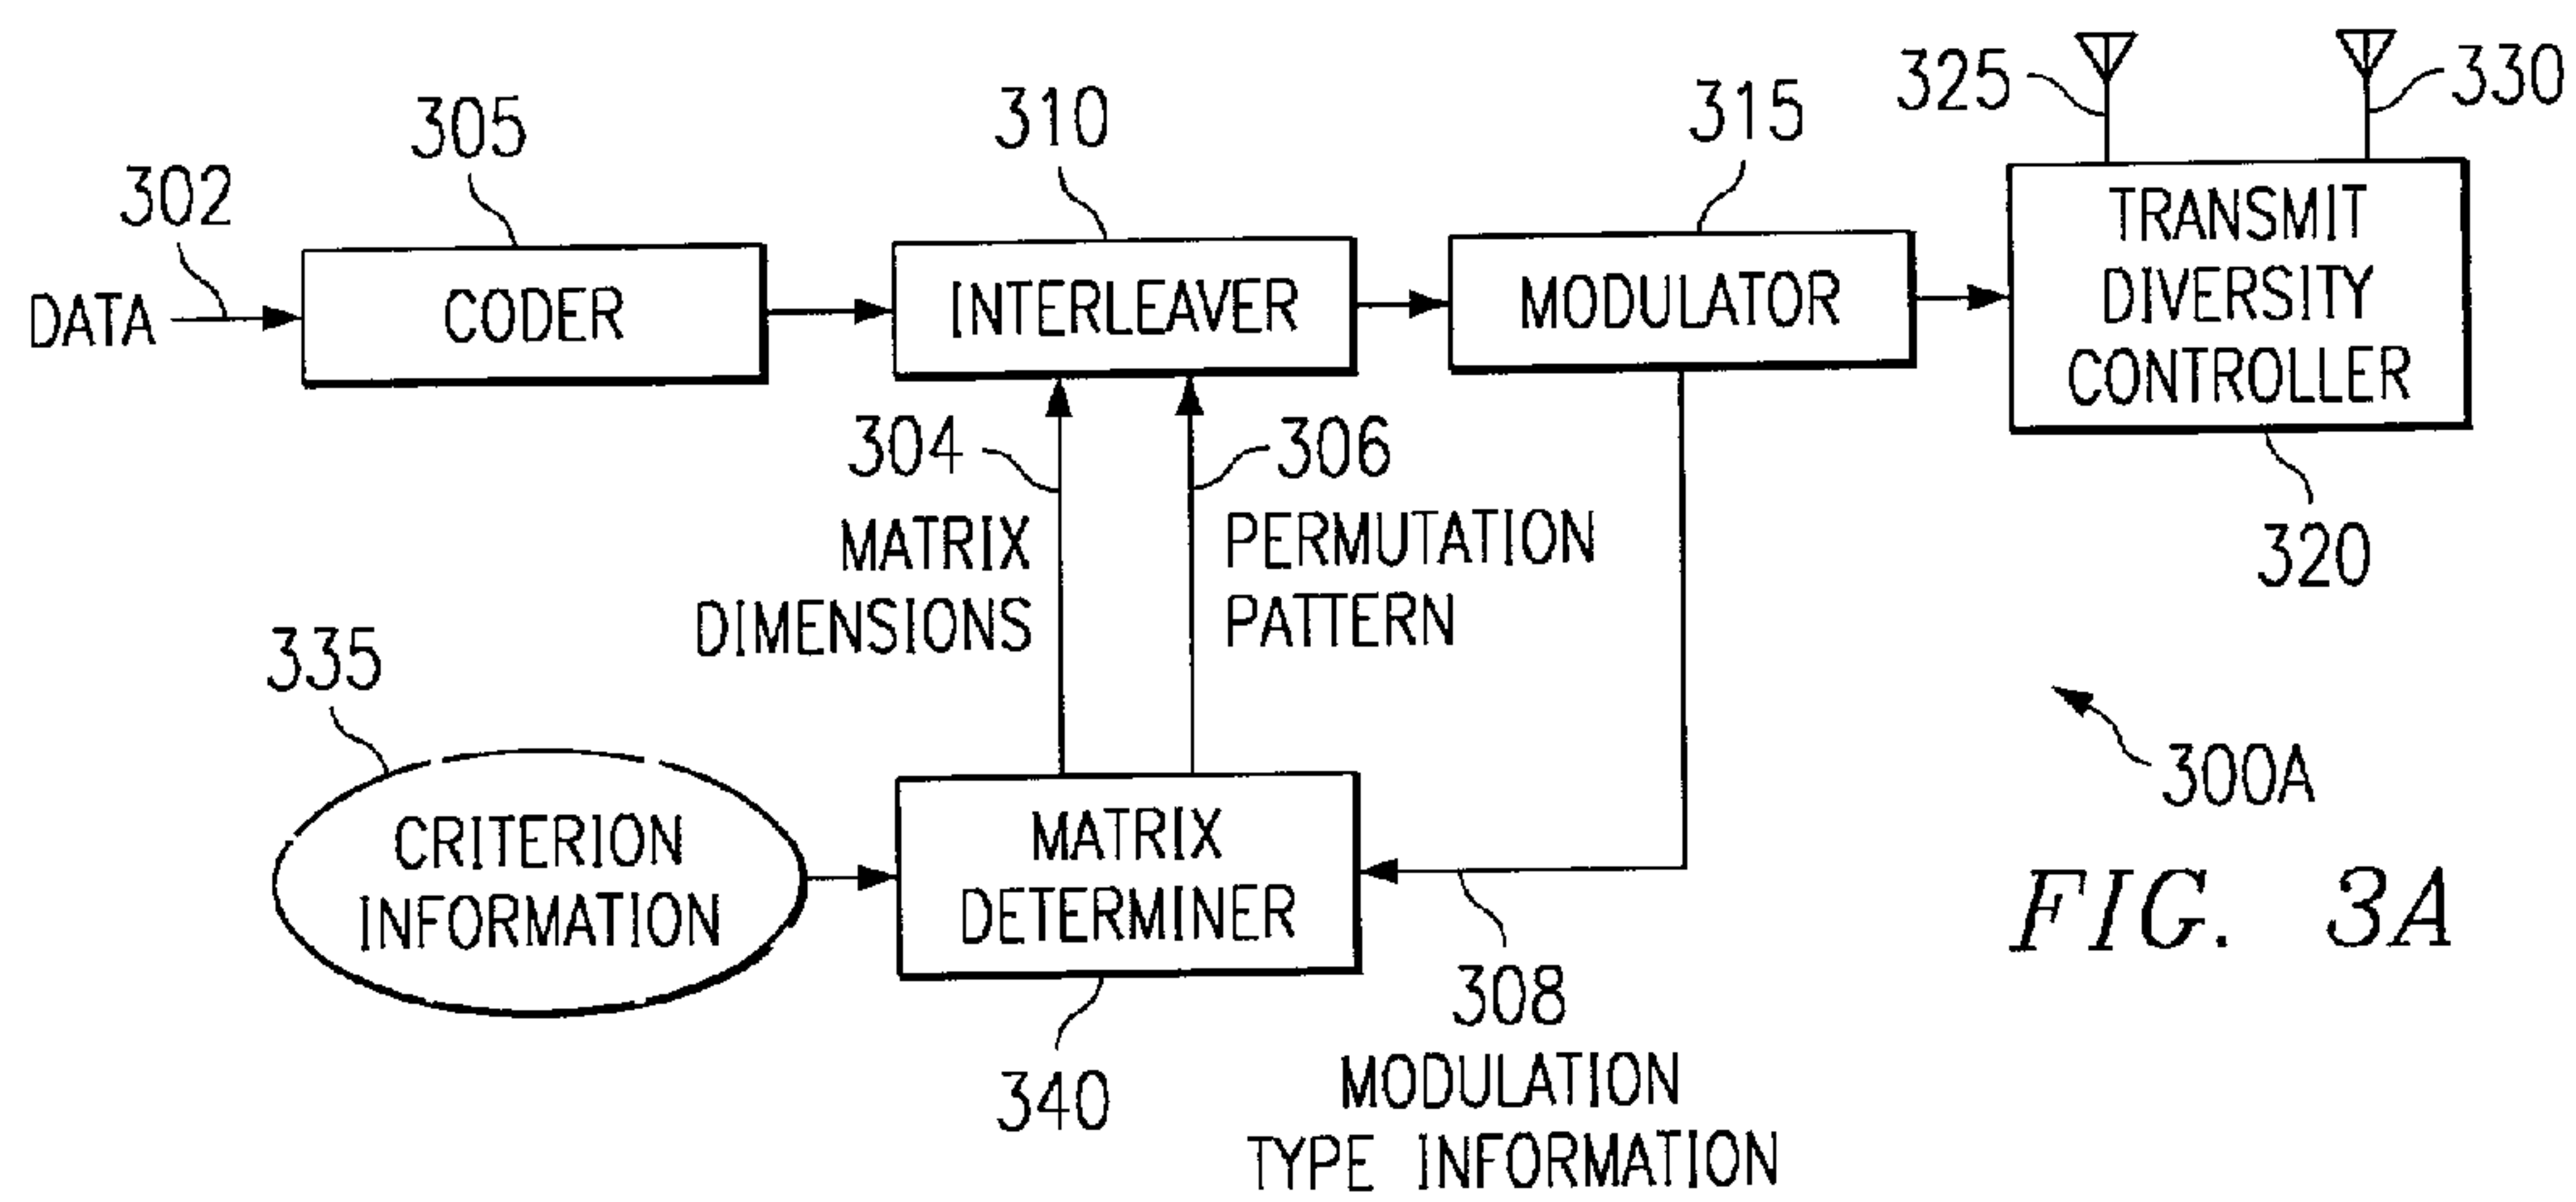 302
DATA
305
CODER
310
INTERLEAVER
315
MODULATOR
325
330
TRANSMIT
DIVERSITY
CONTROLLER
320
304
MATRIX
DIMENSIONS
306
PERMUTATION
PATTERN
335
CRITERION
INFORMATION
MATRIX
DETERMINER
340
308
MODULATION
TYPE INFORMATION
300A
FIG. 3A